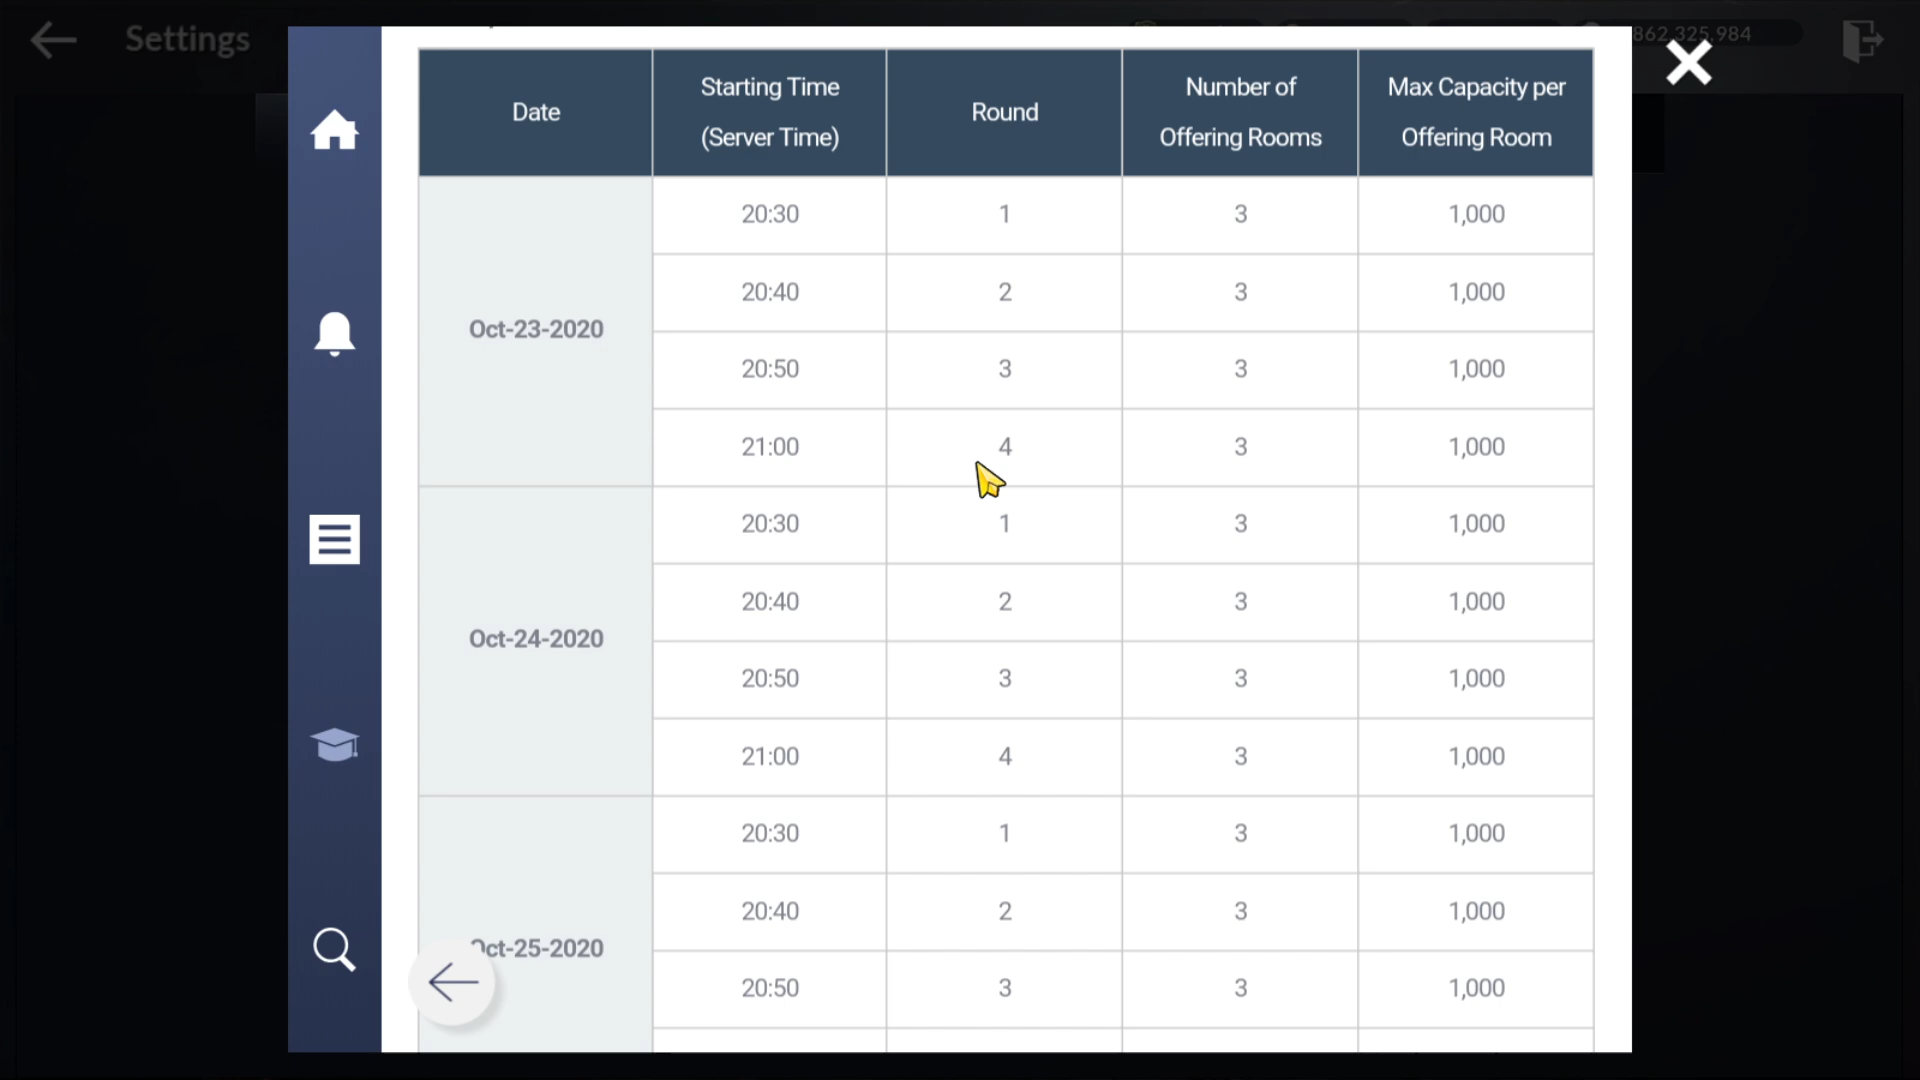 Settings
862,325,984
Date
Starting Time
(Server Time)
Round
Number of
Offering Rooms
Max Capacity per
Offering Room
Oct-23-2020
20:30 1 3 1,000
20:40 2 3 1,000
20:50 3 3 1,000
21:00 4 3 1,000
Oct-24-2020
20:30 1 3 1,000
20:40 2 3 1,000
20:50 3 3 1,000
21:00 4 3 1,000
Oct-25-2020
20:30 1 3 1,000
20:40 2 3 1,000
20:50 3 3 1,000